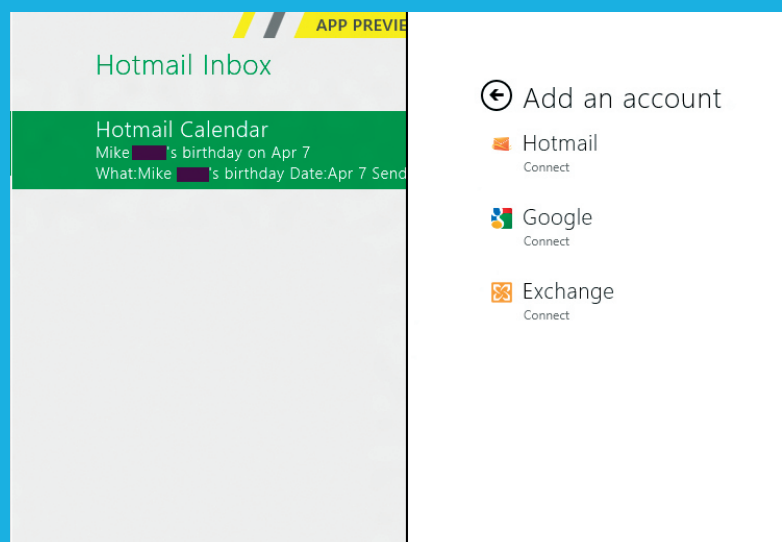 APP PREVIE
Hotmail Inbox
Hotmail Calendar
Mike 's birthday on Apr 7
What:Mike 's birthday Date:Apr 7 Send
Add an account
Hotmail
Connect
Google
Connect
Exchange
Connect